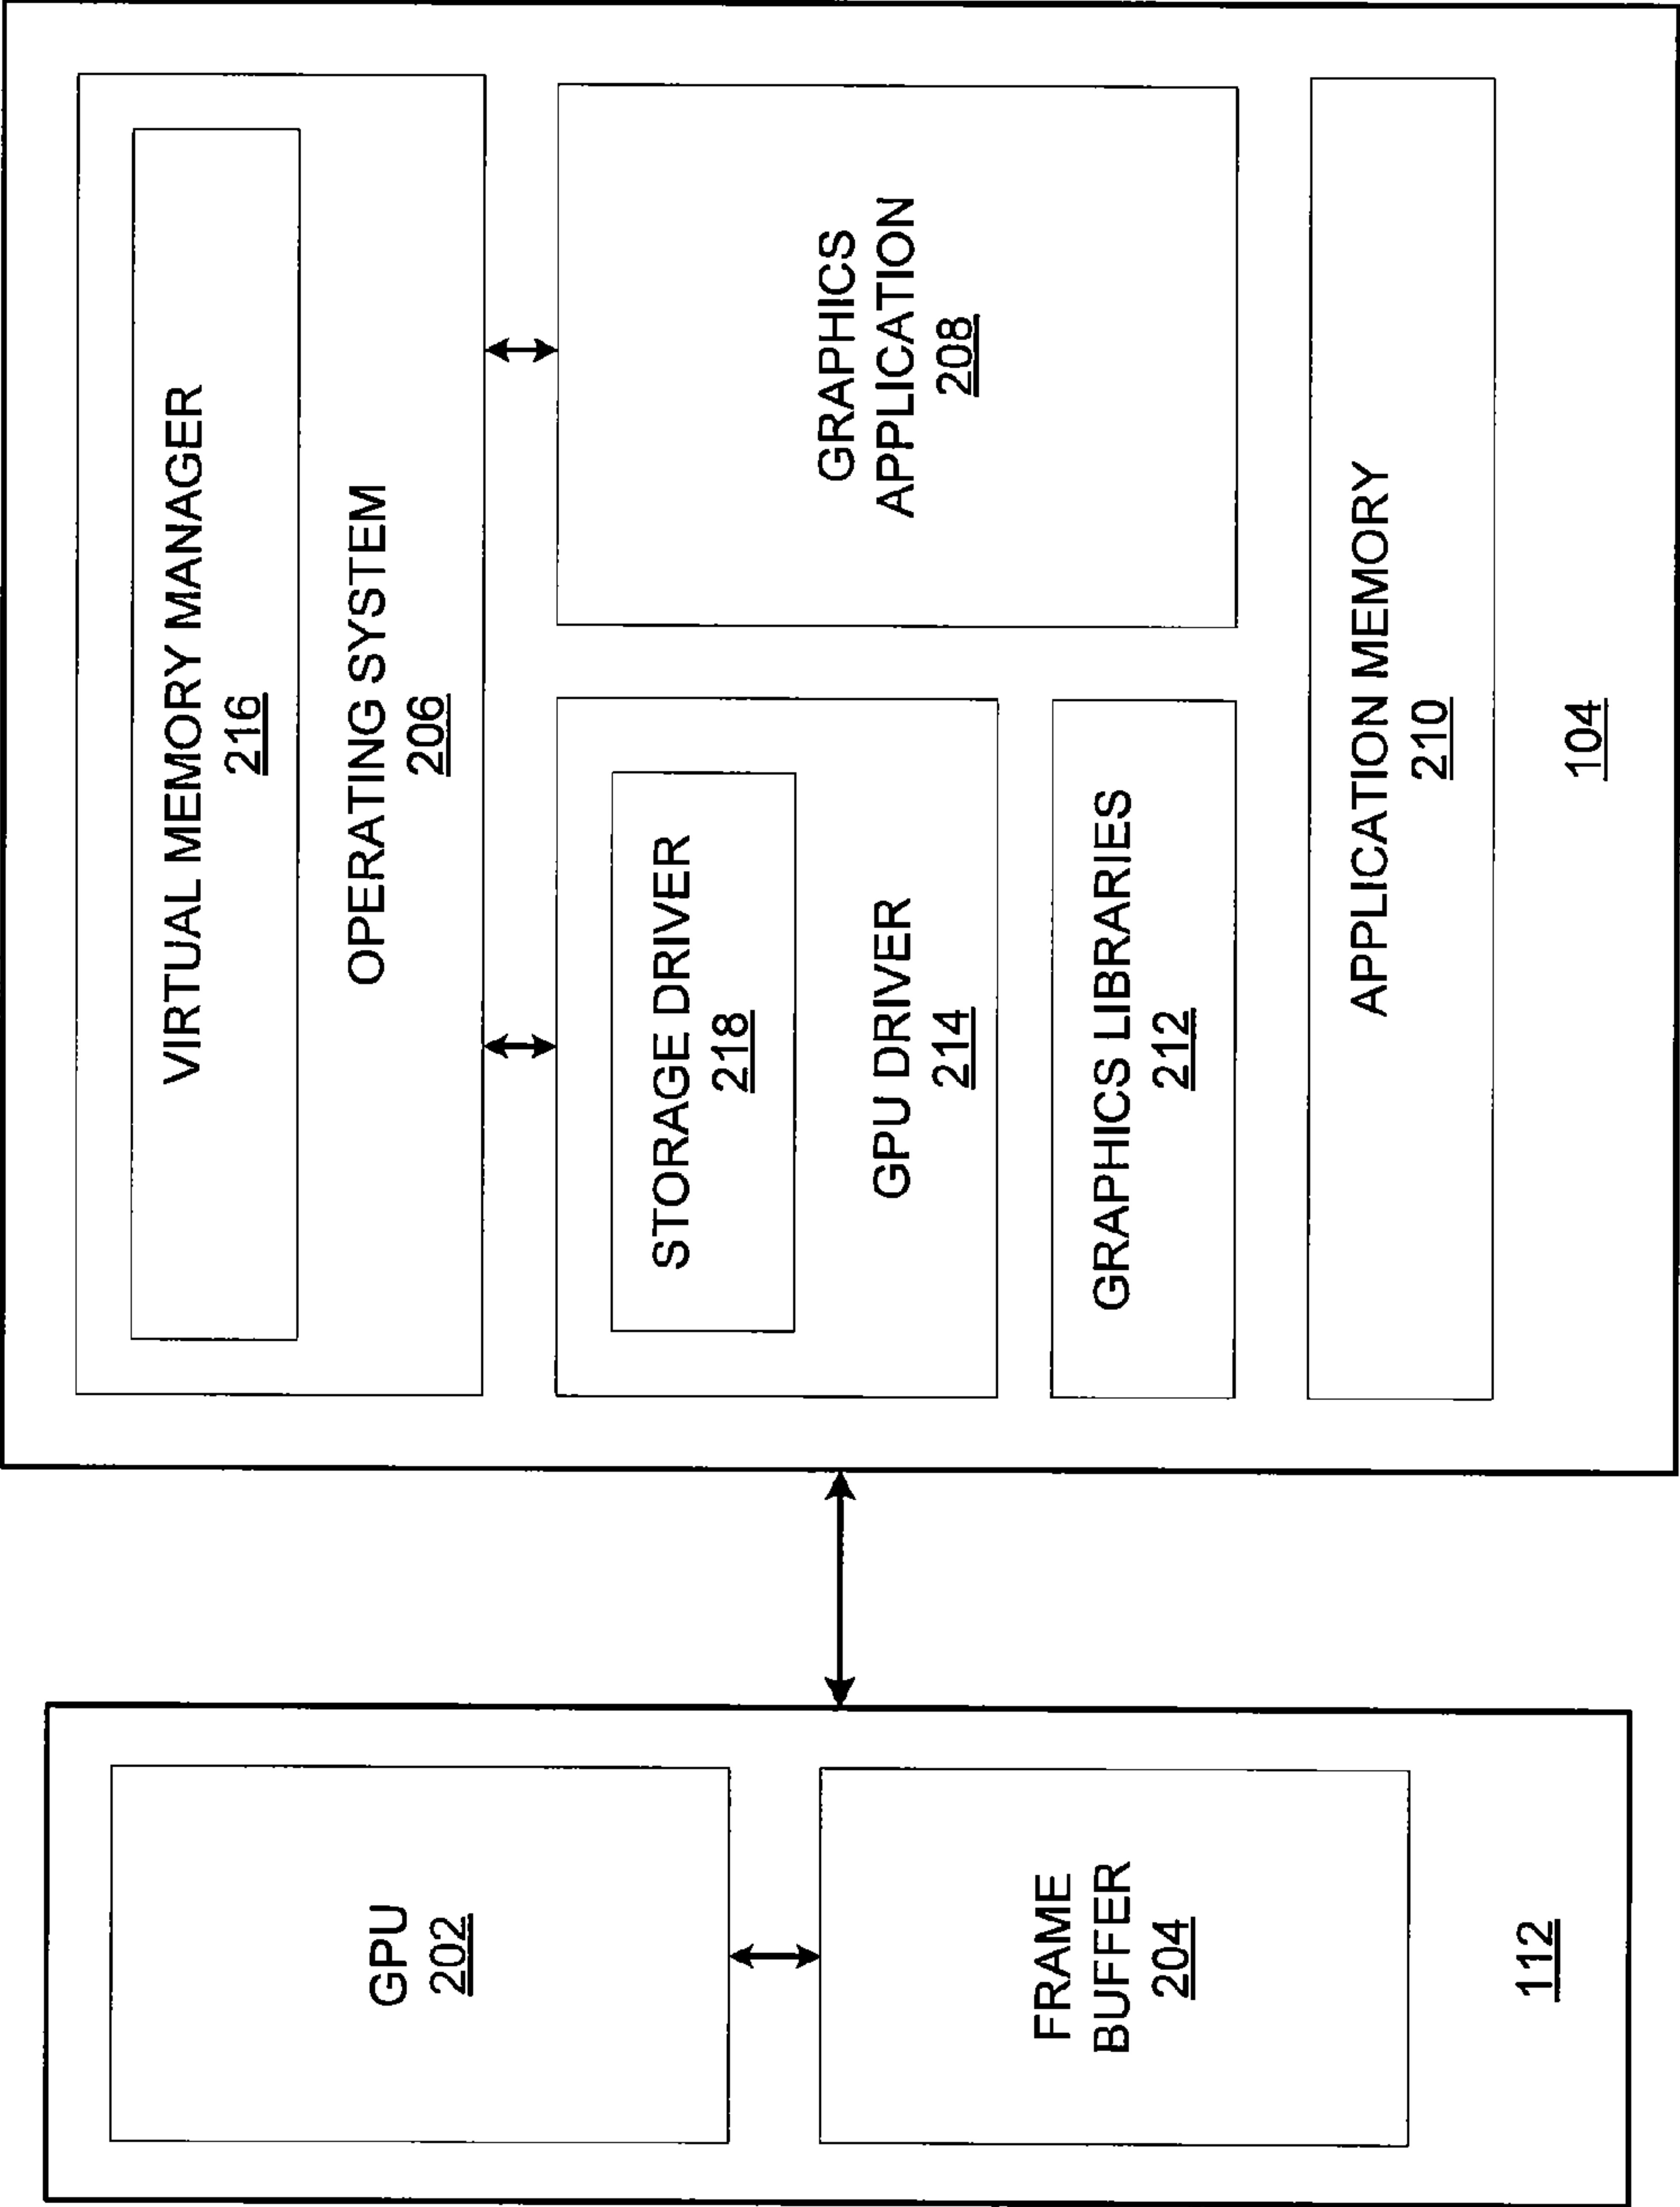 GPU
202
FRAME
BUFFER
204
112
VIRTUAL MEMORY MANAGER
216
OPERATING SYSTEM
206
STORAGE DRIVER
218
GPU DRIVER
214
GRAPHICS LIBRARIES
212
GRAPHICS
APPLICATION
208
APPLICATION MEMORY
210
104